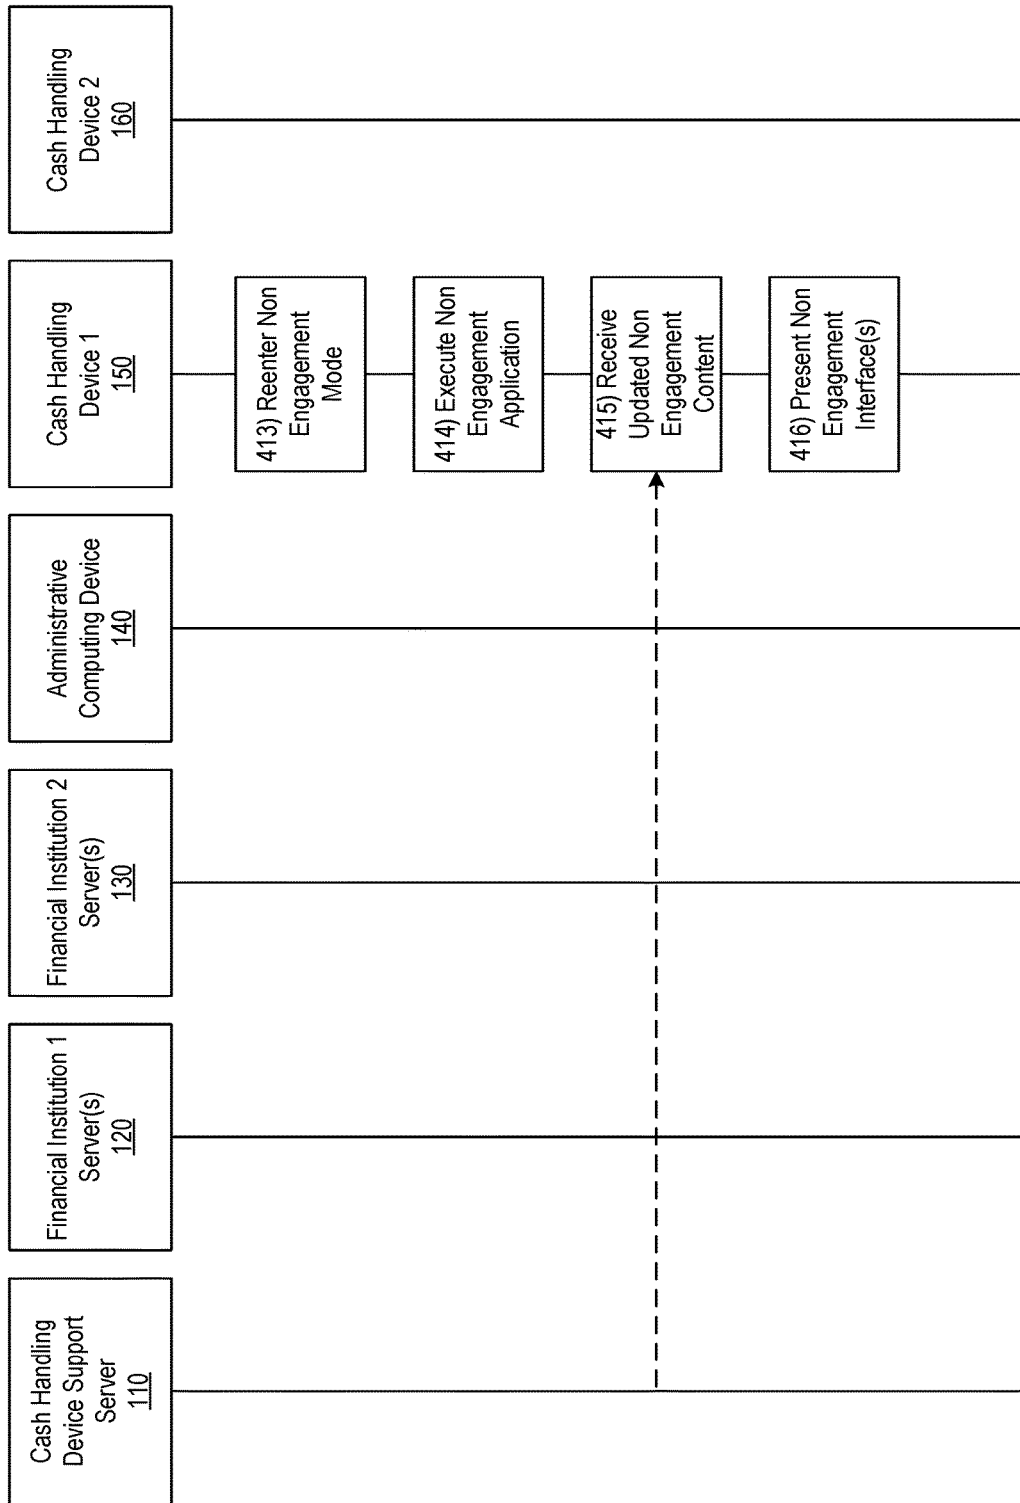 Cash Handling
Device Support
Server
110
Financial Institution 1
Server(s)
120
Financial Institution 2
Server(s)
130
Administrative
Computing Device
140
Cash Handling
Device 1
150
Cash Handling
Device 2
160
413) Reenter Non
Engagement
Mode
414) Execute Non
Engagement
Application
415) Receive
Updated Non
Engagement
Content
416) Present Non
Engagement
Interface(s)